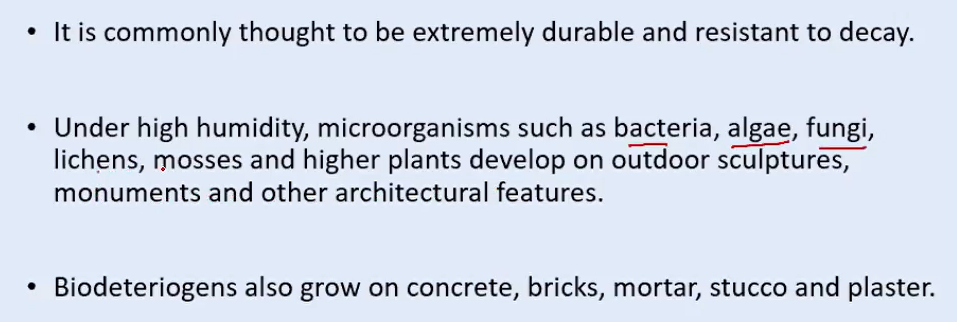 • It is commonly thought to be extremely durable and resistant to decay.
• Under high humidity, microorganisms such as bacteria, algae, fungi,
lichens, mosses and higher plants develop on outdoor sculptures,
monuments and other architectural features.
• Biodeteriogens also grow on concrete, bricks, mortar, stucco and plaster.